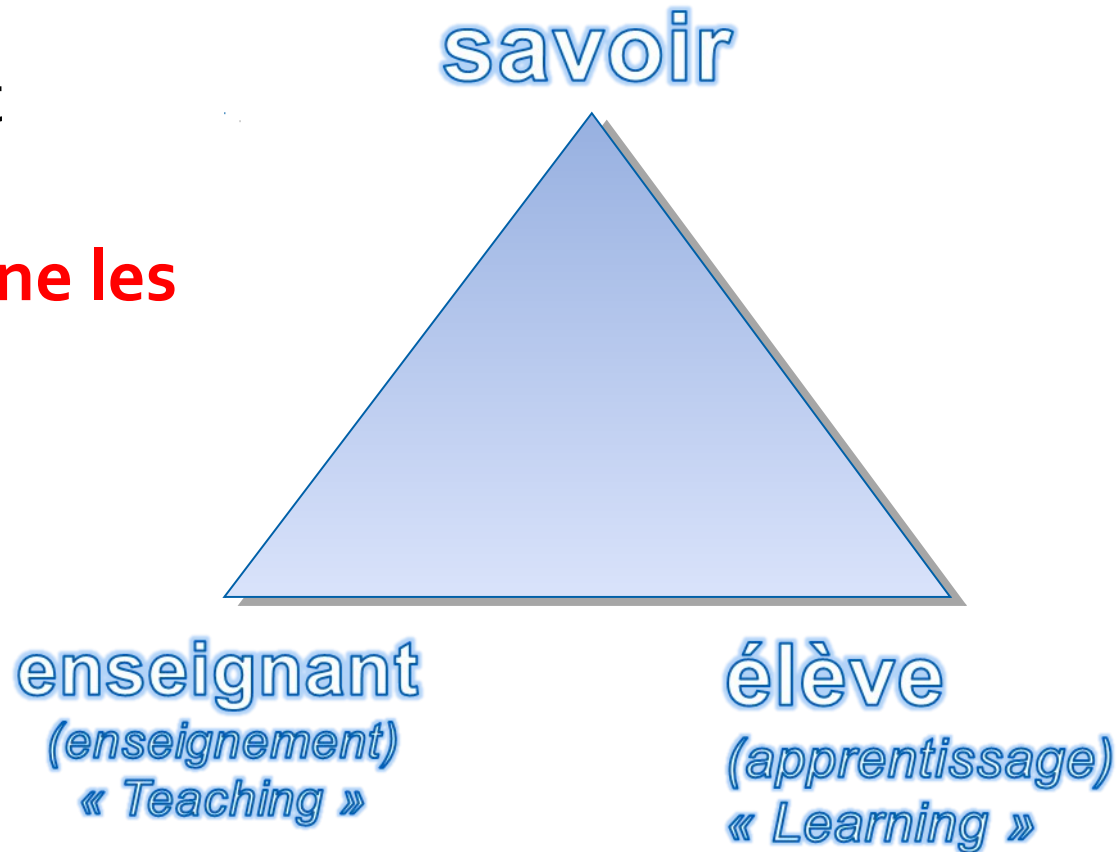 savoir
ne les
enseignant
(enseignement)
« Teaching »
élève
(apprentissage)
« Learning »